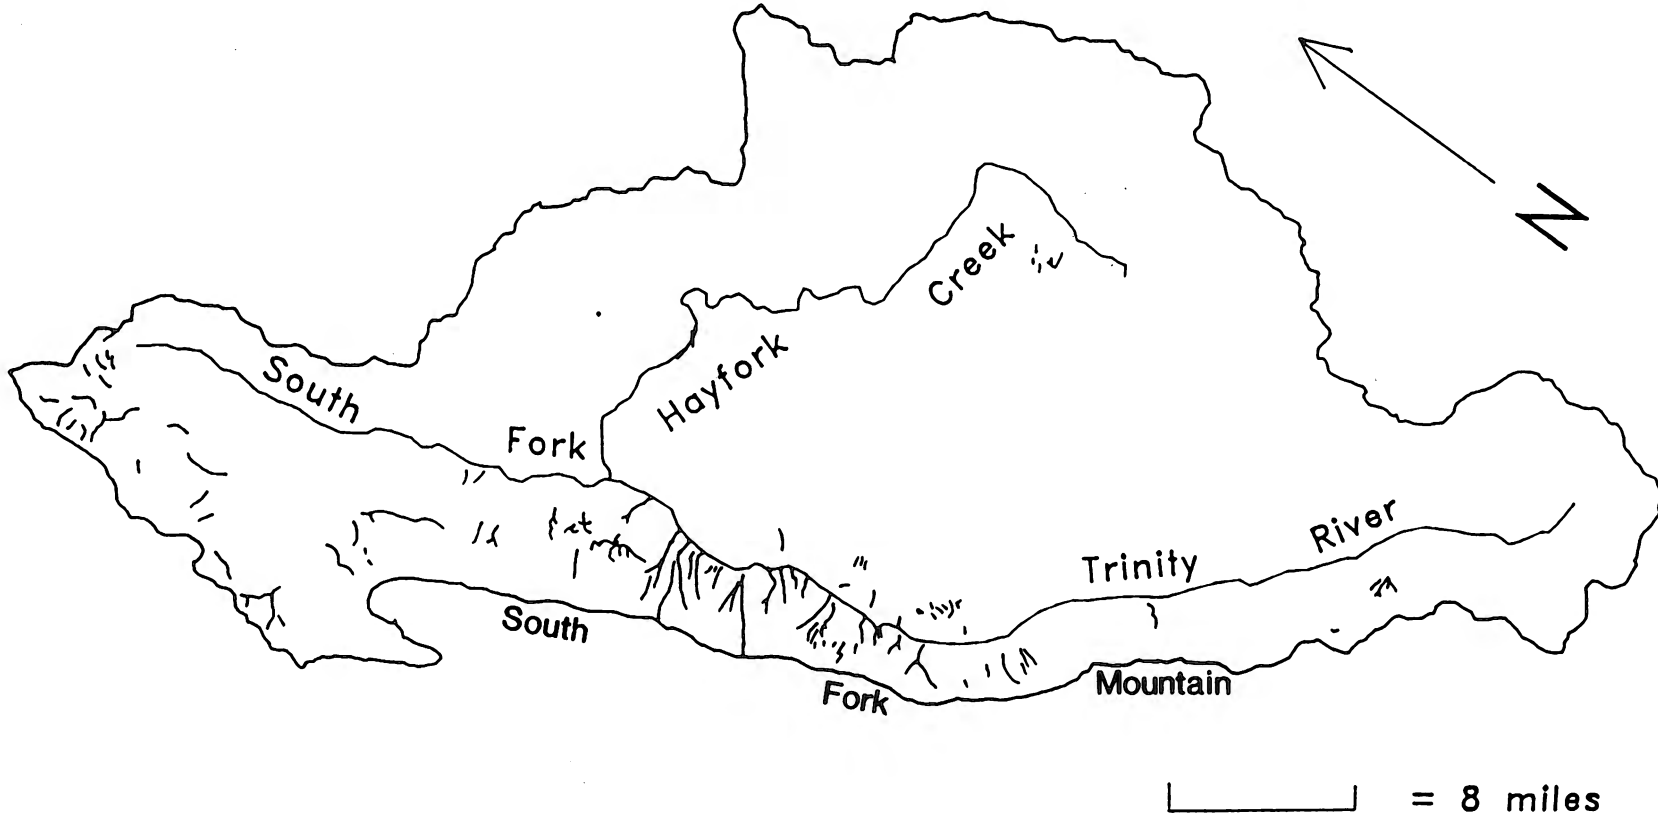 N
Creek
Hayfork
South
Fork
River
Trinity
South
Fork
Mountain
= 8 miles